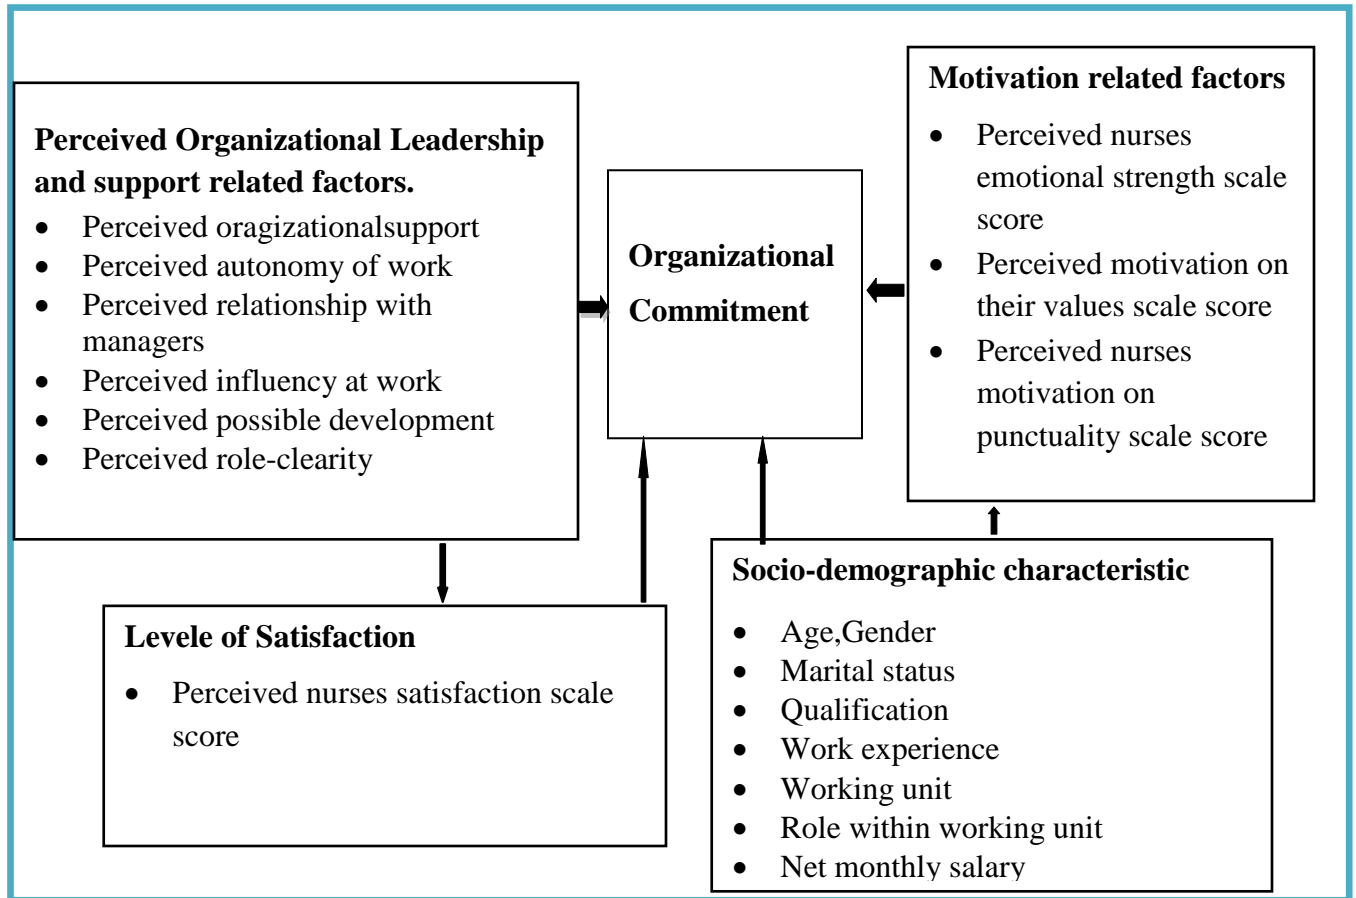 Perceived Organizational Leadership
and support related factors.
• Perceived oragizationalsupport
• Perceived autonomy of work
• Perceived relationship with
managers
• Perceived influency at work
• Perceived possible development
• Perceived role-clearity
Organizational
Commitment
Motivation related factors
• Perceived nurses
emotional strength scale
score
• Perceived motivation on
their values scale score
• Perceived nurses
motivation on
punctuality scale score
Levele of Satisfaction
• Perceived nurses satisfaction scale
score
Socio-demographic characteristic
• Age,Gender
• Marital status
• Qualification
• Work experience
• Working unit
• Role within working unit
• Net monthly salary